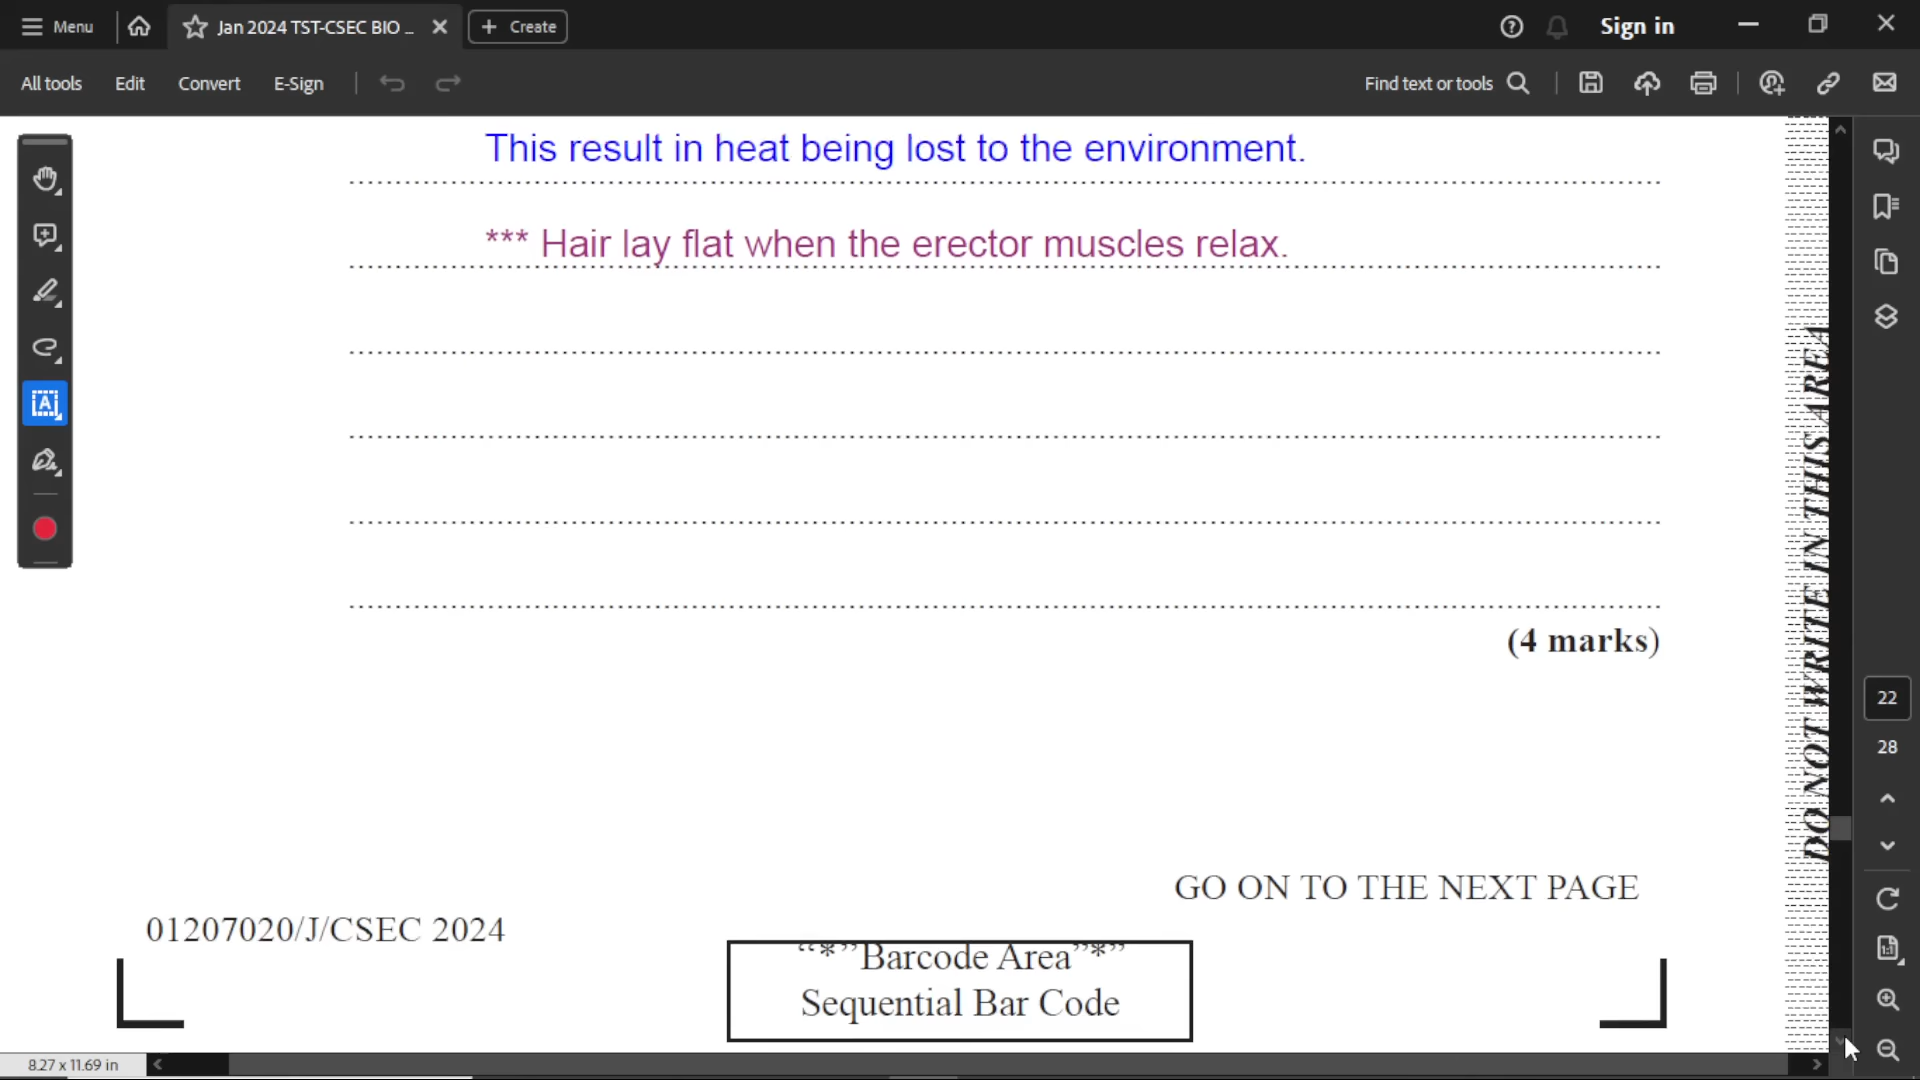 Menu
Jan 2024 TST-CSEC BIO _
Create
Sign in
All tools
Edit
Convert
E-Sign
Find text or tools
This result in heat being lost to the environment.
*** Hair lay flat when the erector muscles relax.
(4 marks)
DO NOT WRITE IN THIS AREA
22
28
GO ON TO THE NEXT PAGE
01207020/J/CSEC 2024
“*”Barcode Area”*”
Sequential Bar Code
8.27 x 11.69 in